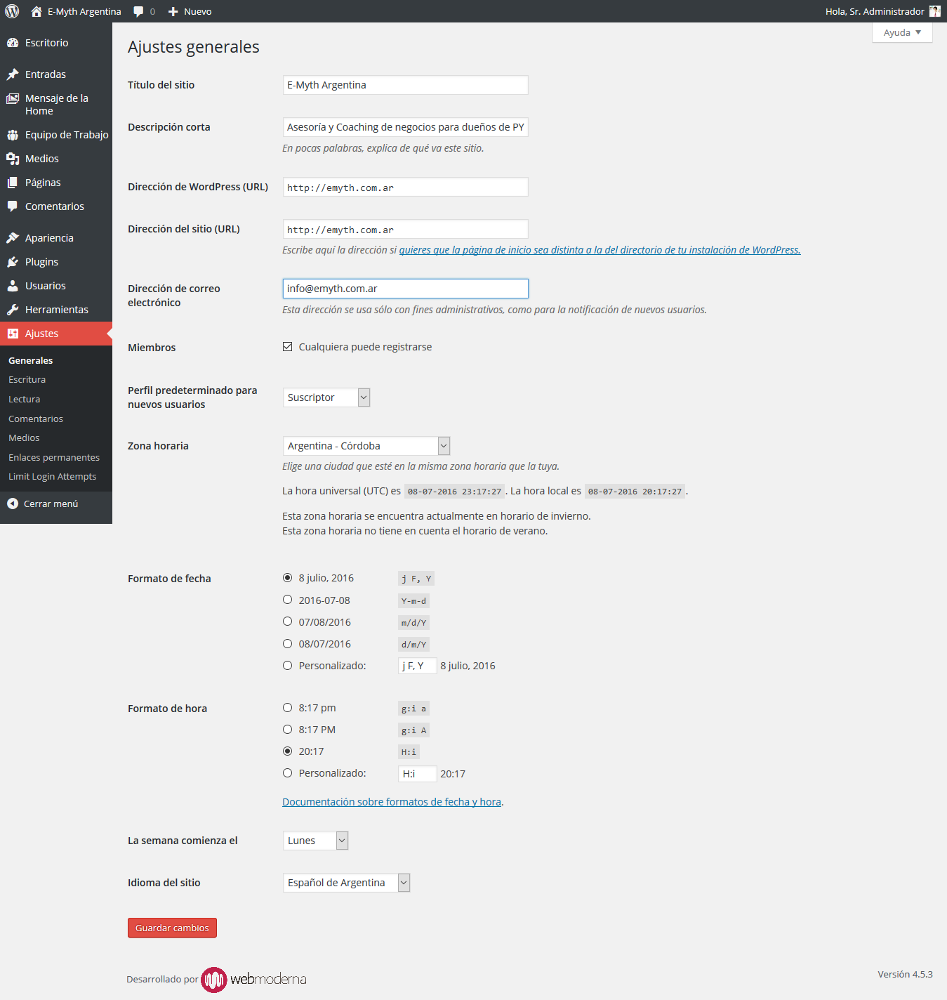 E-Myth Argentina
0
Nuevo
Hola, Sr. Administrador
Escritorio
Entradas
Mensaje de la
Home
Equipo de Trabajo
Medios
Páginas
Comentarios
Apariencia
Plugins
Usuarios
Herramientas
Ajustes
Generales
Escritura
Lectura
Comentarios
Medios
Enlaces permanentes
Limit Login Attempts
Cerrar menú
Ayuda
Ajustes generales
Título del sitio
E-Myth Argentina
Descripción corta
Asesoría y Coaching de negocios para dueños de PY
En pocas palabras, explica de qué va este sitio.
Dirección de WordPress (URL)
http://emyth.com.ar
Dirección del sitio (URL)
http://emyth.com.ar
Escribe aquí la dirección si quieres que la página de inicio sea distinta a la del directorio de tu instalación de WordPress.
Dirección de correo
electrónico
info@emyth.com.ar
Esta dirección se usa sólo con fines administrativos, como para la notificación de nuevos usuarios.
Miembros
Cualquiera puede registrarse
Perfil predeterminado para
nuevos usuarios
Suscriptor
Zona horaria
Argentina - Córdoba
Elige una ciudad que esté en la misma zona horaria que la tuya.
La hora universal (UTC) es 08-07-2016 23:17:27. La hora local es 08-07-2016 20:17:27.
Esta zona horaria se encuentra actualmente en horario de invierno.
Esta zona horaria no tiene en cuenta el horario de verano.
Formato de fecha
8 julio, 2016 j F, Y
2016-07-08 Y-m-d
07/08/2016 m/d/Y
08/07/2016 d/m/Y
Personalizado: j F, Y 8 julio, 2016
Formato de hora
8:17 pm g:i a
8:17 PM g:i A
20:17 H:i
Personalizado: H:i 20:17
Documentación sobre formatos de fecha y hora.
La semana comienza el
Lunes
Idioma del sitio
Español de Argentina
Guardar cambios
Desarrollado por webmoderna
Versión 4.5.3